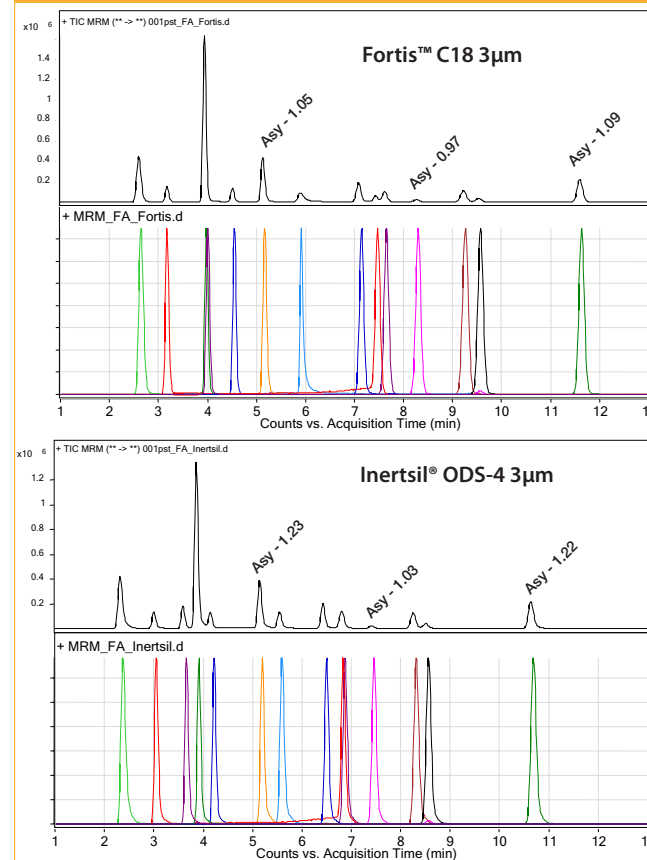 + TIC MRM (** -> **) 001pst_FA_Fortis.d
x10 6
Fortis™ C18 3µm
1.4
1.2
1
0.8
0.6
0.4
0.2
Asy - 1.05
Asy - 0.97
Asy - 1.09
+ MRM_FA_Fortis.d
1 2 3 4 5 6 7 8 9 10 11 12 13
Counts vs. Acquisition Time (min)
+ TIC MRM (** -> **) 001pst_FA_Inertsil.d
x10 6
Inertsil® ODS-4 3µm
1.2
1
0.8
0.6
0.4
0.2
Asy - 1.23
Asy - 1.03
Asy - 1.22
+ MRM_FA_Inertsil.d
1 2 3 4 5 6 7 8 9 10 11 12 13
Counts vs. Acquisition Time (min)